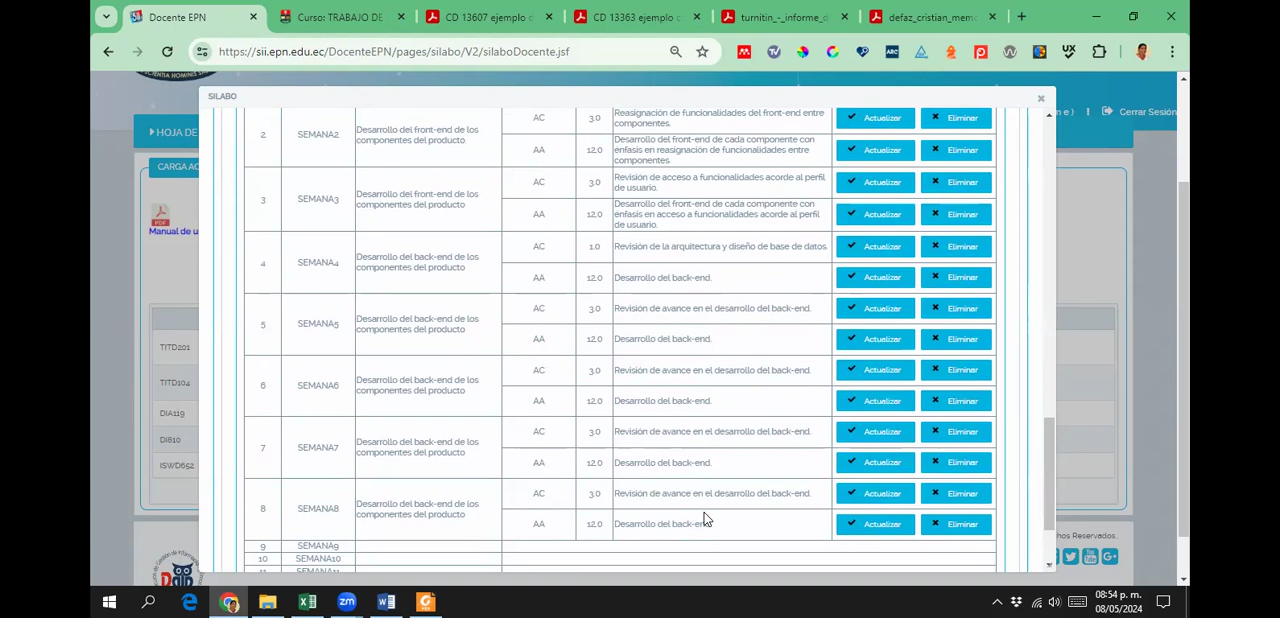 Docente EPN
Curso: TRABAJO DE
CD 13607 ejemplo d
CD 13363 ejemplo c
turnitin_-_informe_d
defaz_cristian_mem
https://sii.epn.edu.ec/DocenteEPN/pages/silabo/V2/silaboDocente.jsf
SILABO
HOJA DE
Cerrar Sesión
CARGA AC
Manual de u
TITD201
TITD104
DIA119
DI810
ISWD652
2 SEMANA2 Desarrollo del front-end de los componentes del producto
AC 3.0 Reasignación de funcionalidades del front-end entre componentes. Actualizar Eliminar
AA 12.0 Desarrollo del front-end de cada componente con énfasis en reasignación de funcionalidades entre componentes. Actualizar Eliminar
3 SEMANA3 Desarrollo del front-end de los componentes del producto
AC 3.0 Revisión de acceso a funcionalidades acorde al perfil de usuario. Actualizar Eliminar
AA 12.0 Desarrollo del front-end de cada componente con énfasis en acceso a funcionalidades acorde al perfil de usuario. Actualizar Eliminar
4 SEMANA4 Desarrollo del back-end de los componentes del producto
AC 1.0 Revisión de la arquitectura y diseño de base de datos. Actualizar Eliminar
AA 12.0 Desarrollo del back-end. Actualizar Eliminar
5 SEMANA5 Desarrollo del back-end de los componentes del producto
AC 3.0 Revisión de avance en el desarrollo del back-end. Actualizar Eliminar
AA 12.0 Desarrollo del back-end. Actualizar Eliminar
6 SEMANA6 Desarrollo del back-end de los componentes del producto
AC 3.0 Revisión de avance en el desarrollo del back-end. Actualizar Eliminar
AA 12.0 Desarrollo del back-end. Actualizar Eliminar
7 SEMANA7 Desarrollo del back-end de los componentes del producto
AC 3.0 Revisión de avance en el desarrollo del back-end. Actualizar Eliminar
AA 12.0 Desarrollo del back-end. Actualizar Eliminar
8 SEMANA8 Desarrollo del back-end de los componentes del producto
AC 3.0 Revisión de avance en el desarrollo del back-end. Actualizar Eliminar
AA 12.0 Desarrollo del back-en Actualizar Eliminar
9 SEMANA9
10 SEMANA10
11 SEMANA11
hos Reservados.
08:54 p. m.
08/05/2024